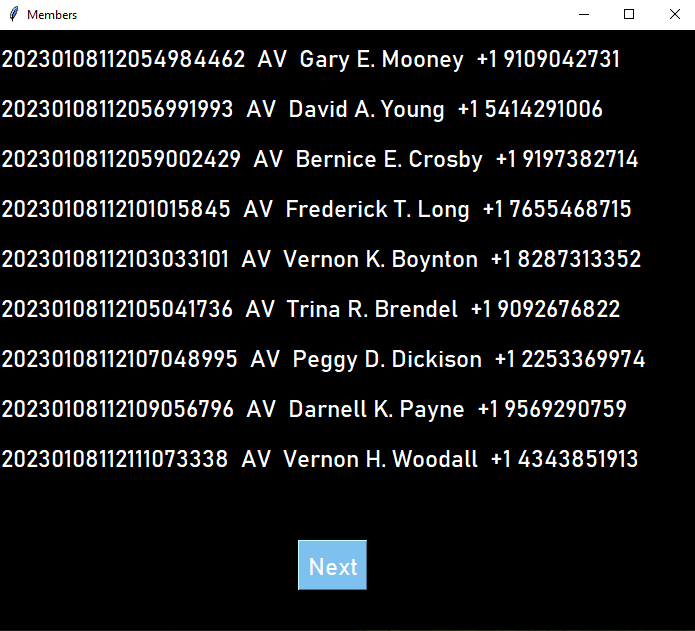 Members
20230108112054984462 AV Gary E. Mooney +1 9109042731
20230108112056991993 AV David A. Young +1 5414291006
20230108112059002429 AV Bernice E. Crosby +1 9197382714
20230108112101015845 AV Frederick T. Long +1 7655468715
20230108112103033101 AV Vernon K. Boynton +1 8287313352
20230108112105041736 AV Trina R. Brendel +1 9092676822
20230108112107048995 AV Peggy D. Dickison +1 2253369974
20230108112109056796 AV Darnell K. Payne +1 9569290759
20230108112111073338 AV Vernon H. Woodall +1 4343851913
Next